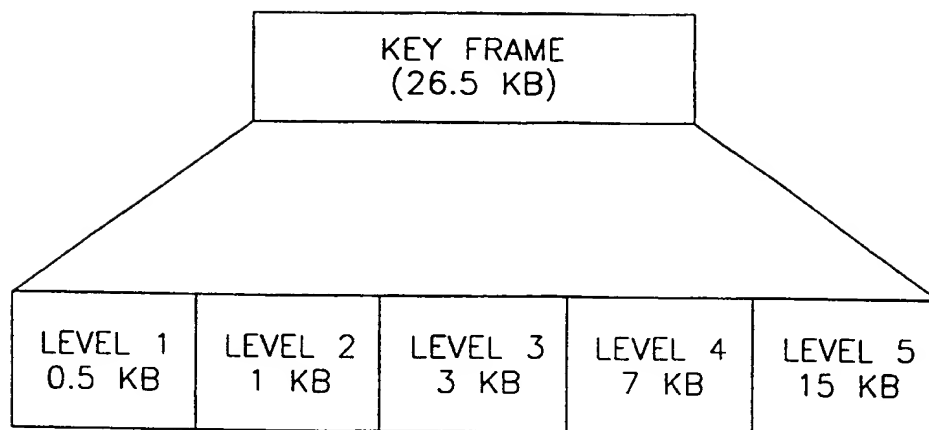 KEY FRAME
(26.5 KB)
LEVEL 1
0.5 KB
LEVEL 2
1 KB
LEVEL 3
3 KB
LEVEL 4
7 KB
LEVEL 5
15 KB